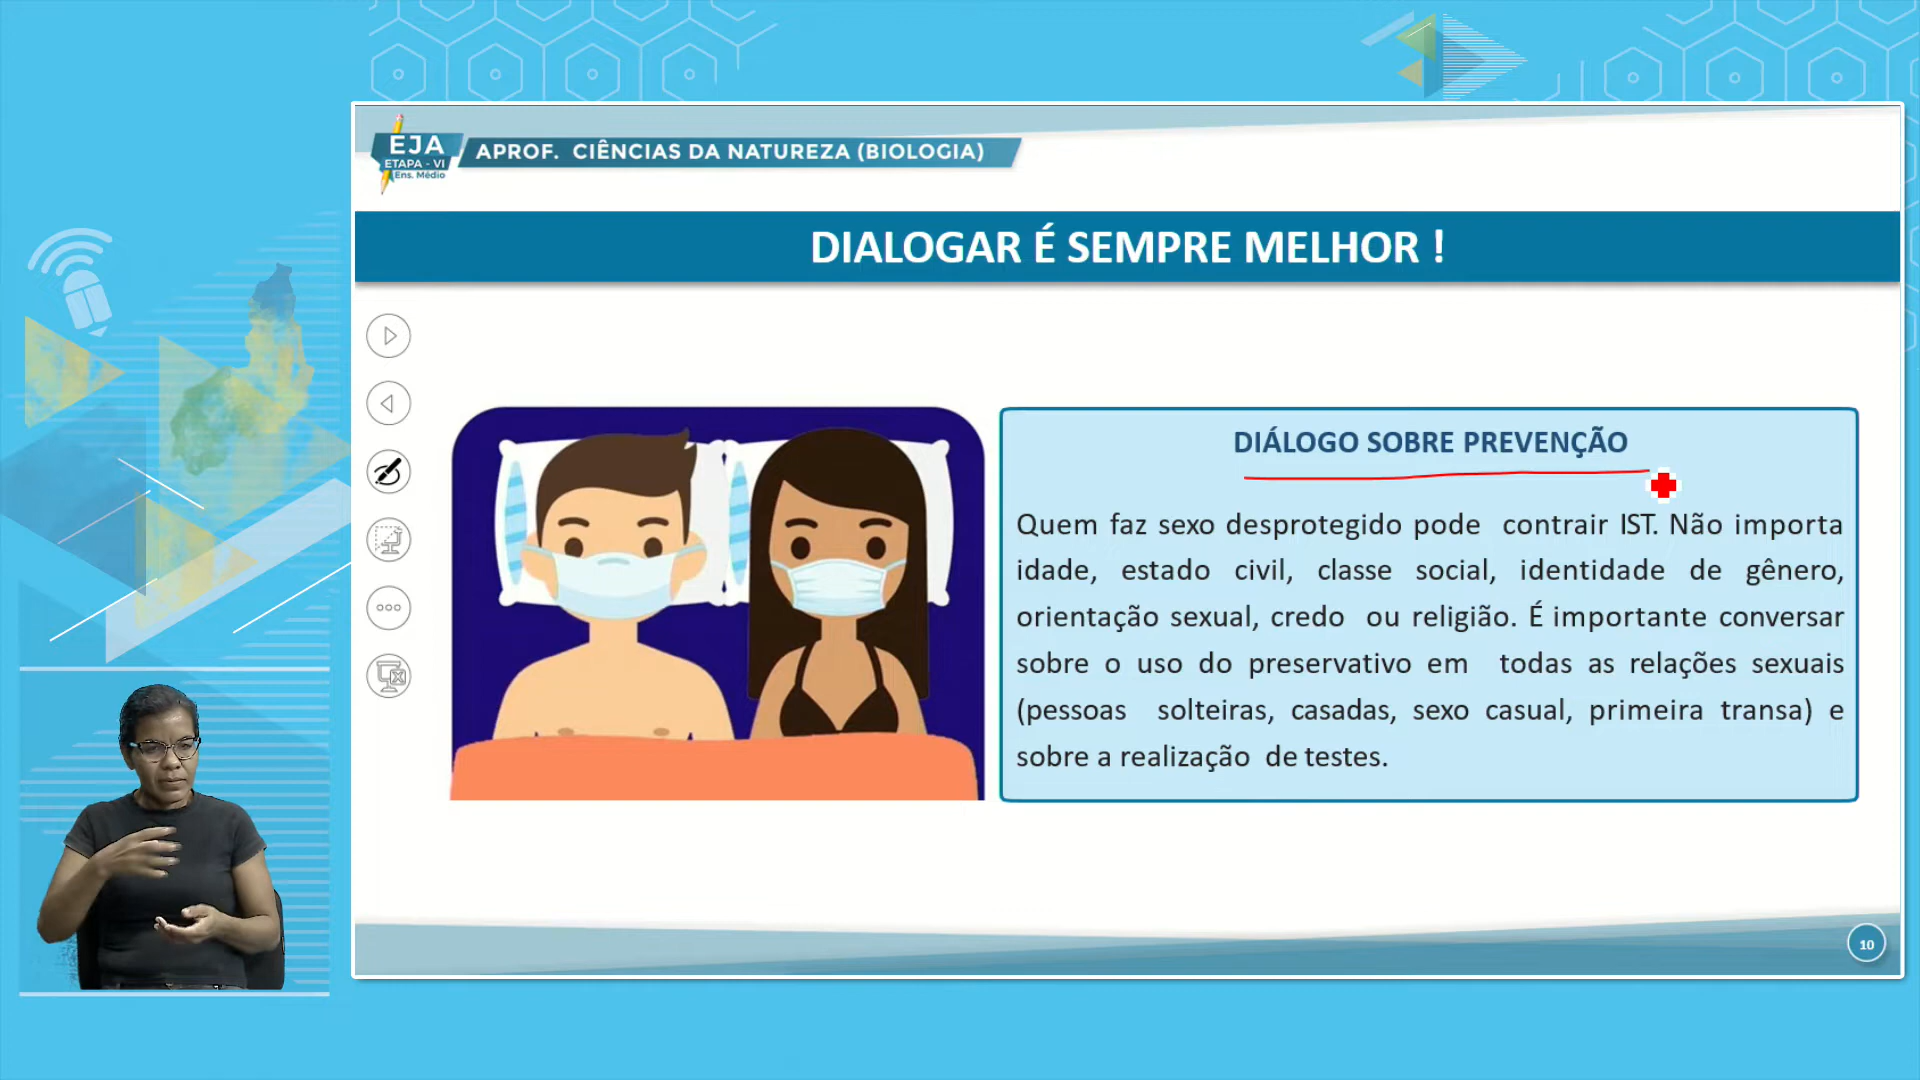 EJA
ETAPA - VI
Ens. Médio
APROF. CIÊNCIAS DA NATUREZA (BIOLOGIA)
DIALOGAR É SEMPRE MELHOR !
DIÁLOGO SOBRE PREVENÇÃO
Quem faz sexo desprotegido pode contrair IST. Não importa
idade, estado civil, classe social, identidade de gênero,
orientação sexual, credo ou religião. É importante conversar
sobre o uso do preservativo em todas as relações sexuais
(pessoas solteiras, casadas, sexo casual, primeira transa) e
sobre a realização de testes.
10